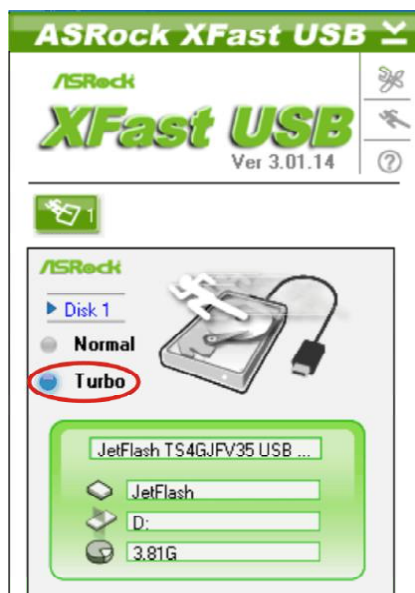 ASRock XFast USB
ASRock
XFast USB
Ver 3.01.14
1
ASRock
Disk 1
Normal
Turbo
JetFlash TS4GJFV35 USB ...
JetFlash
D:
3.81G